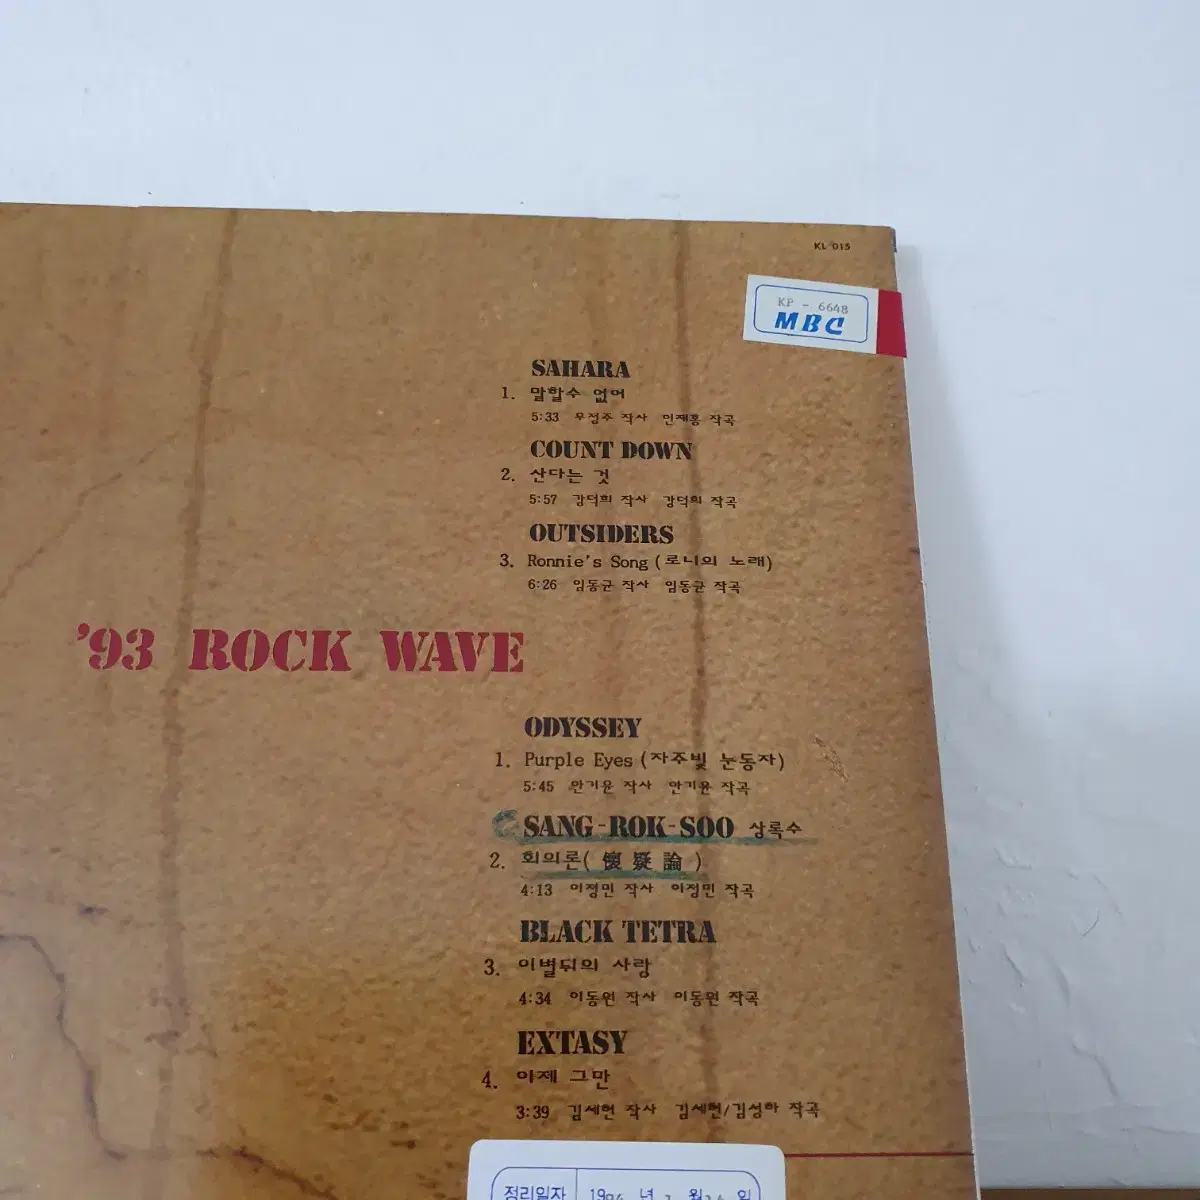 KL 015
KP - 6648
MBC
SAHARA
1. 말할수 없어
5:33 우정주 작사 인재홍 작곡
COUNT DOWN
2. 산다는 것
5:57 강덕희 작사 강덕희 작곡
OUTSIDERS
3. Ronnie's Song (로니의 노래)
6:26 임동균 작사 임동균 작곡
'93 ROCK WAVE
ODYSSEY
1. Purple Eyes (자주빛 눈동자)
5:45 안기윤 작사 안기윤 작곡
SANG-ROK-SOO 상록수
2. 회의론( 懷疑論 )
4:13 이정민 작사 이정민 작곡
BLACK TETRA
3. 이별뒤의 사랑
4:34 이동원 작사 이동원 작곡
EXTASY
4. 이제 그만
3:39 김세헌 작사 김세헌/김성하 작곡
정리일자 년 월 일